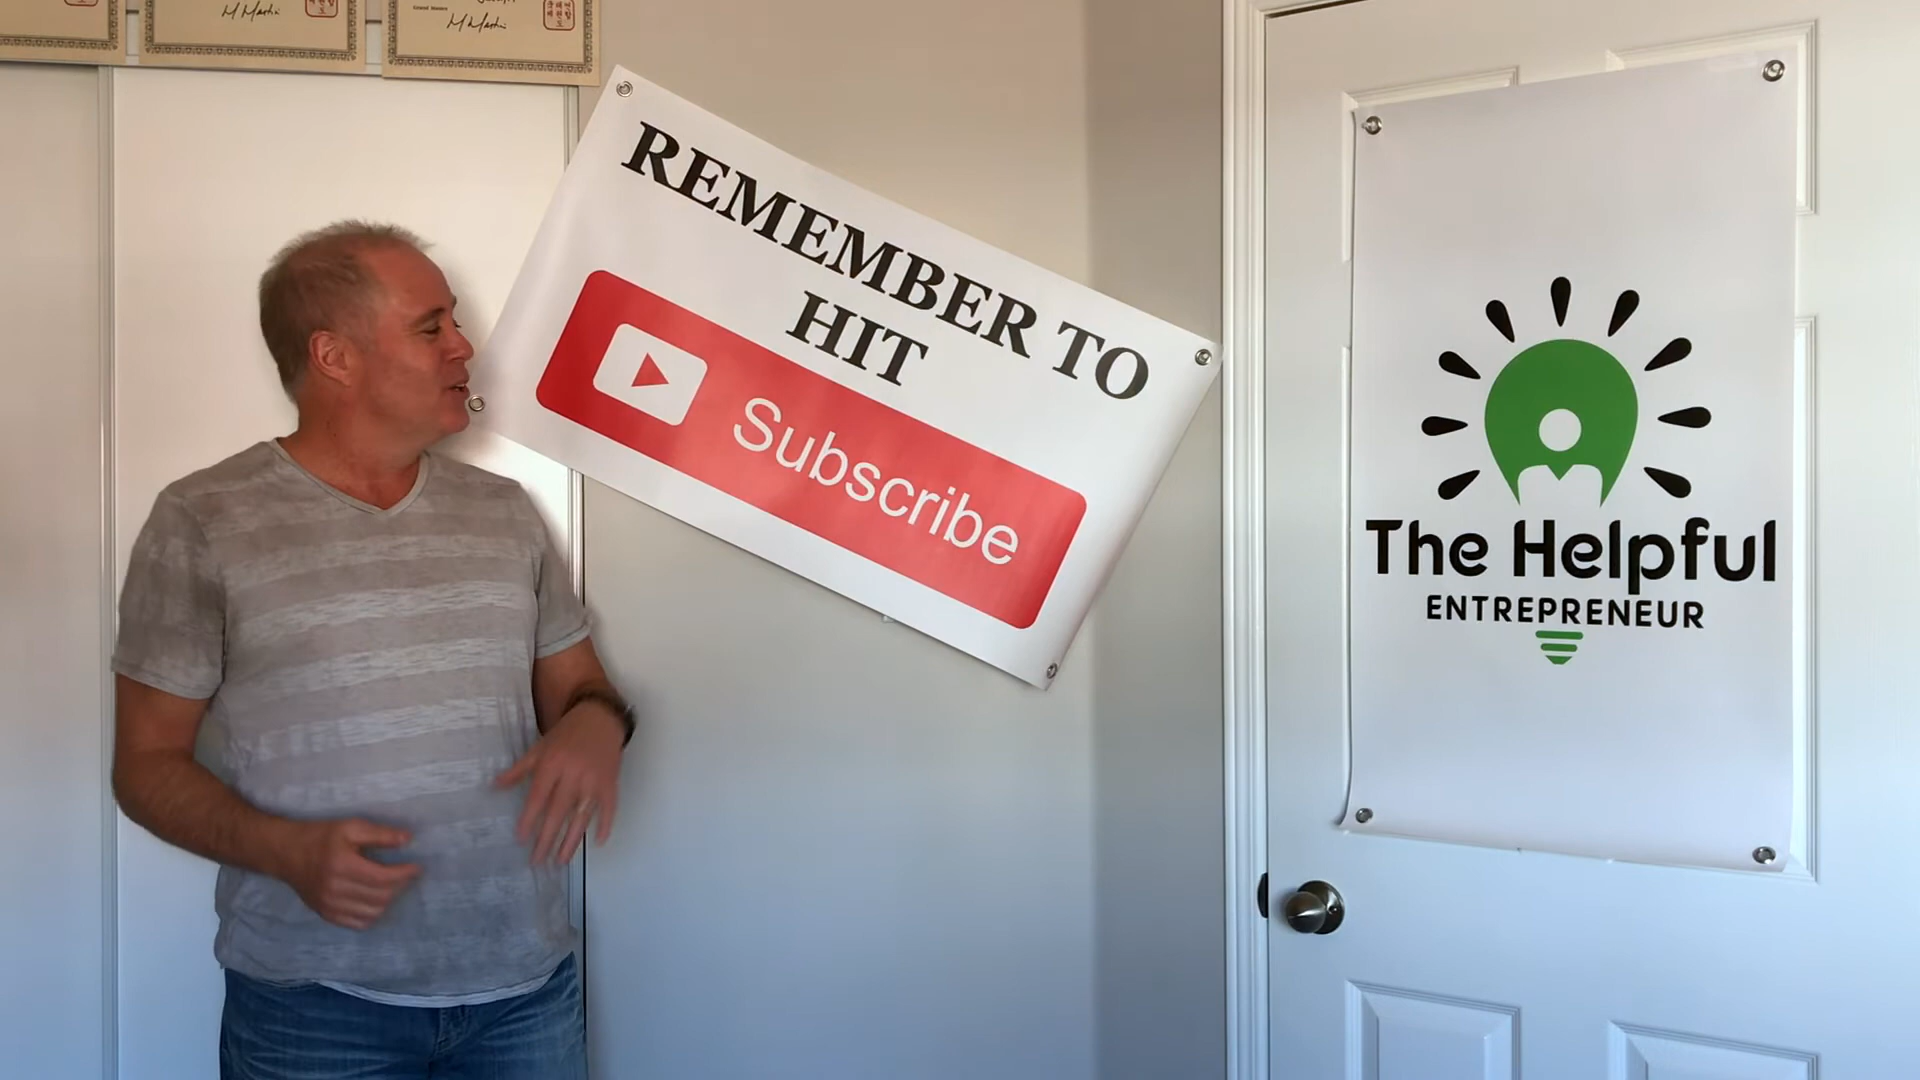 REMEMBER TO
HIT
Subscribe
The Helpful
ENTREPRENEUR